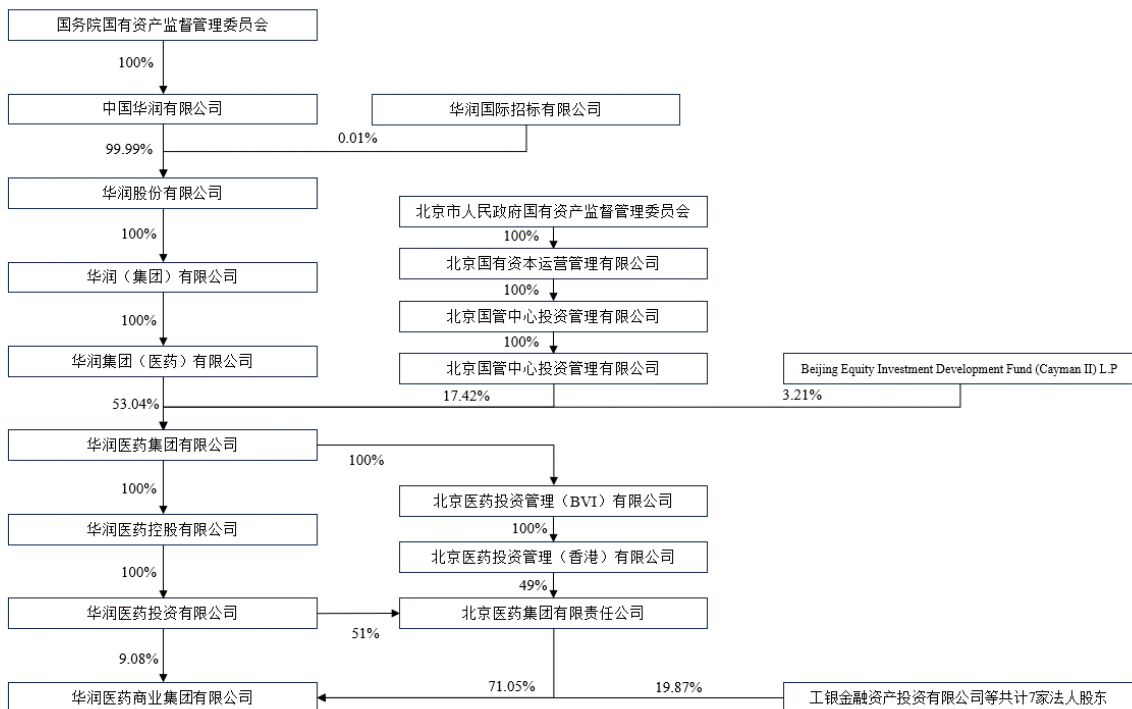 国务院国有资产监督管理委员会
100%
中国华润有限公司
华润国际招标有限公司
0.01%
99.99%
华润股份有限公司
北京市人民政府国有资产监督管理委员会
100%
100%
北京国有资本运营管理有限公司
华润（集团）有限公司
100%
北京国管中心投资管理有限公司
100%
100%
华润集团（医药）有限公司
北京国管中心投资管理有限公司
Beijing Equity Investment Development Fund (Cayman II) L.P
53.04%
17.42%
3.21%
华润医药集团有限公司
100%
100%
北京医药投资管理（BVI）有限公司
华润医药控股有限公司
100%
北京医药投资管理（香港）有限公司
100%
49%
华润医药投资有限公司
51%
北京医药集团有限责任公司
9.08%
71.05%
19.87%
华润医药商业集团有限公司
工银金融资产投资有限公司等共计7家法人股东